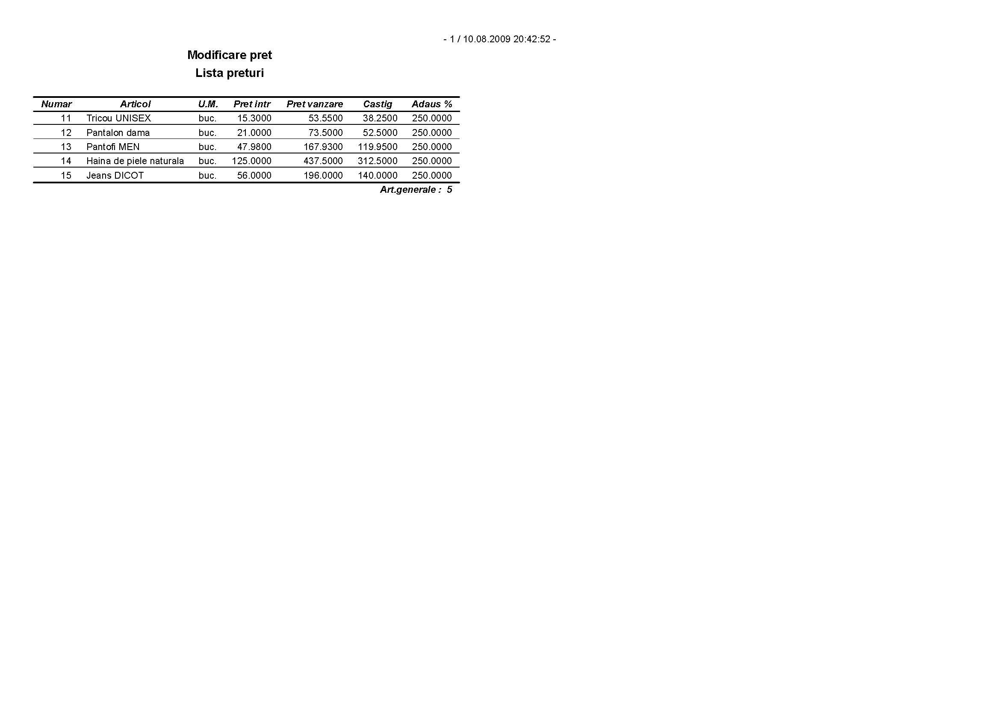 - 1 / 10.08.2009 20:42:52 -
Modificare pret
Lista preturi
Numar Articol U.M. Pret intr Pret vanzare Castig Adaus %
11 Tricou UNISEX buc. 15.3000 53.5500 38.2500 250.0000
12 Pantalon dama buc. 21.0000 73.5000 52.5000 250.0000
13 Pantofi MEN buc. 47.9800 167.9300 119.9500 250.0000
14 Haina de piele naturala buc. 125.0000 437.5000 312.5000 250.0000
15 Jeans DICOT buc. 56.0000 196.0000 140.0000 250.0000
Art.generale : 5